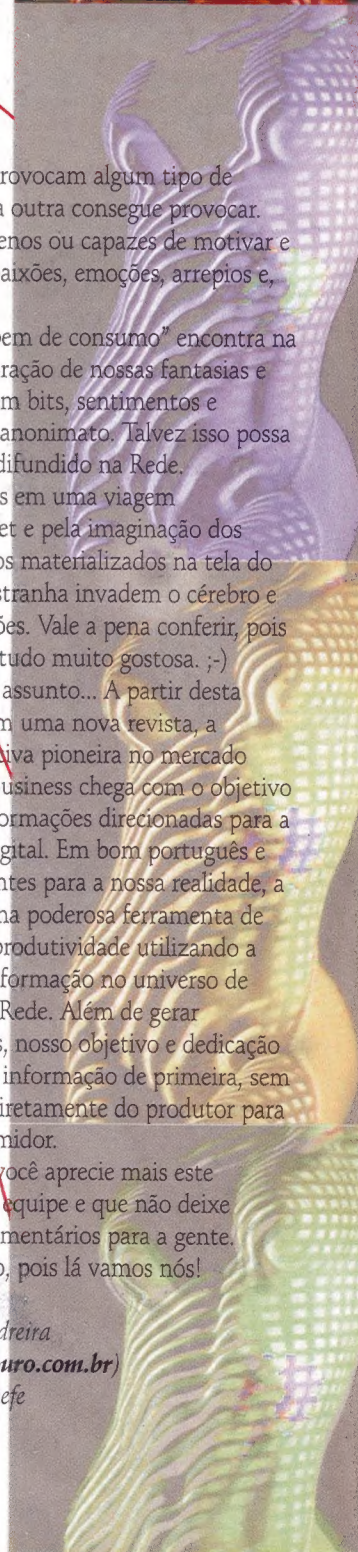 rovocam algum tipo de
a outra consegue provocar.
enos ou capazes de motivar e
aixões, emoções, arrepios e,
em de consumo” encontra na
ração de nossas fantasias e
m bits, sentimentos e
anonimato. Talvez isso possa
difundido na Rede.
s em uma viagem
et e pela imaginação dos
os materializados na tela do
stranha invadem o cérebro e
ões. Vale a pena conferir, pois
tudo muito gostosa. ;-)
assunto... A partir desta
m uma nova revista, a
tiva pioneira no mercado
usiness chega com o objetivo
ormações direcionadas para a
gital. Em bom português e
ntes para a nossa realidade, a
na poderosa ferramenta de
produtividade utilizando a
formação no universo de
Rede. Além de gerar
s, nosso objetivo e dedicação
informação de primeira, sem
iretamente do produtor para
midor.
você aprecie mais este
equipe e que não deixe
mentários para a gente.
o, pois lá vamos nós!
dreira
uro.com.br)
efe